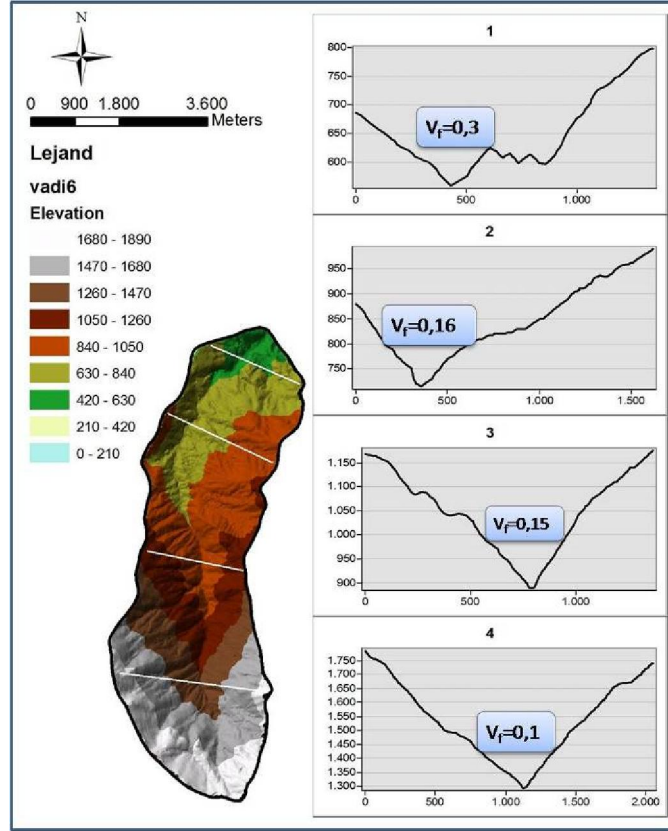 N
0 900 1.800 3.600
Meters
Lejand
vadi6
Elevation
1680 - 1890
1470 - 1680
1260 - 1470
1050 - 1260
840 - 1050
630 - 840
420 - 630
210 - 420
0 - 210
1
800
750
700
650
600
Vf=0,3
0 500 1.000
2
950
900
850
800
750
Vf=0,16
0 500 1.000 1.500
3
1.150
1.100
1.050
1.000
950
900
Vf=0,15
0 500 1.000
4
1.750
1.700
1.650
1.600
1.550
1.500
1.450
1.400
1.350
1.300
Vf=0,1
0 500 1.000 1.500 2.000